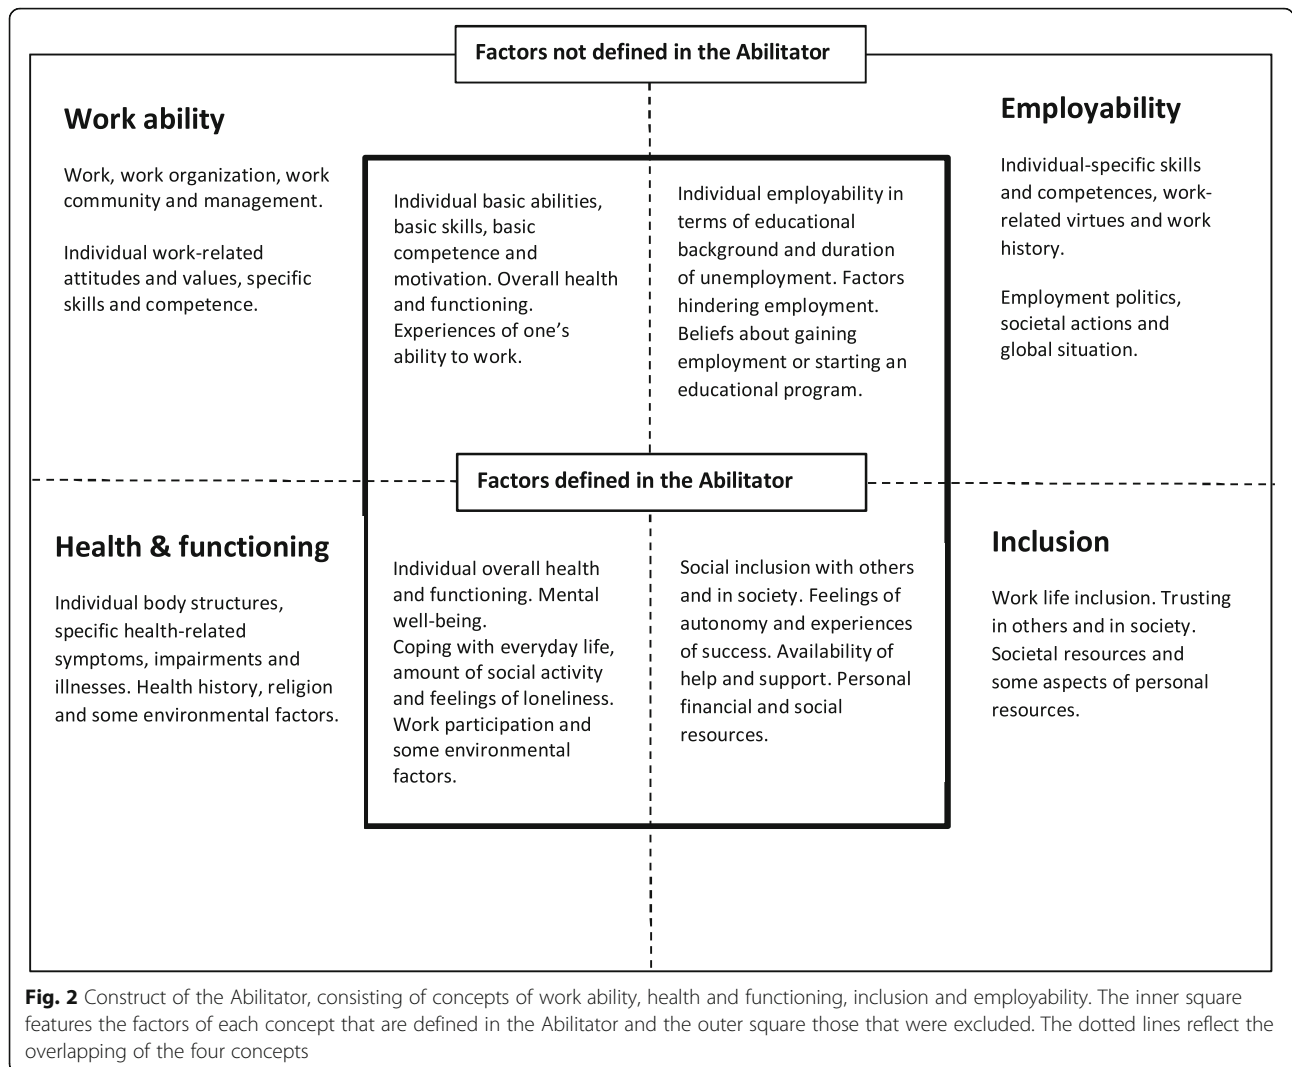 Factors not defined in the Abilitator
Work ability
Work, work organization, work
community and management.
Individual work-related
attitudes and values, specific
skills and competence.
Individual basic abilities,
basic skills, basic
competence and
motivation. Overall health
and functioning.
Experiences of one’s
ability to work.
Individual employability in
terms of educational
background and duration
of unemployment. Factors
hindering employment.
Beliefs about gaining
employment or starting an
educational program.
Employability
Individual-specific skills
and competences, work-
related virtues and work
history.
Employment politics,
societal actions and
global situation.
Factors defined in the Abilitator
Health & functioning
Individual body structures,
specific health-related
symptoms, impairments and
illnesses. Health history, religion
and some environmental factors.
Individual overall health
and functioning. Mental
well-being.
Coping with everyday life,
amount of social activity
and feelings of loneliness.
Work participation and
some environmental
factors.
Social inclusion with others
and in society. Feelings of
autonomy and experiences
of success. Availability of
help and support. Personal
financial and social
resources.
Inclusion
Work life inclusion. Trusting
in others and in society.
Societal resources and
some aspects of personal
resources.
Fig. 2 Construct of the Abilitator, consisting of concepts of work ability, health and functioning, inclusion and employability. The inner square
features the factors of each concept that are defined in the Abilitator and the outer square those that were excluded. The dotted lines reflect the
overlapping of the four concepts